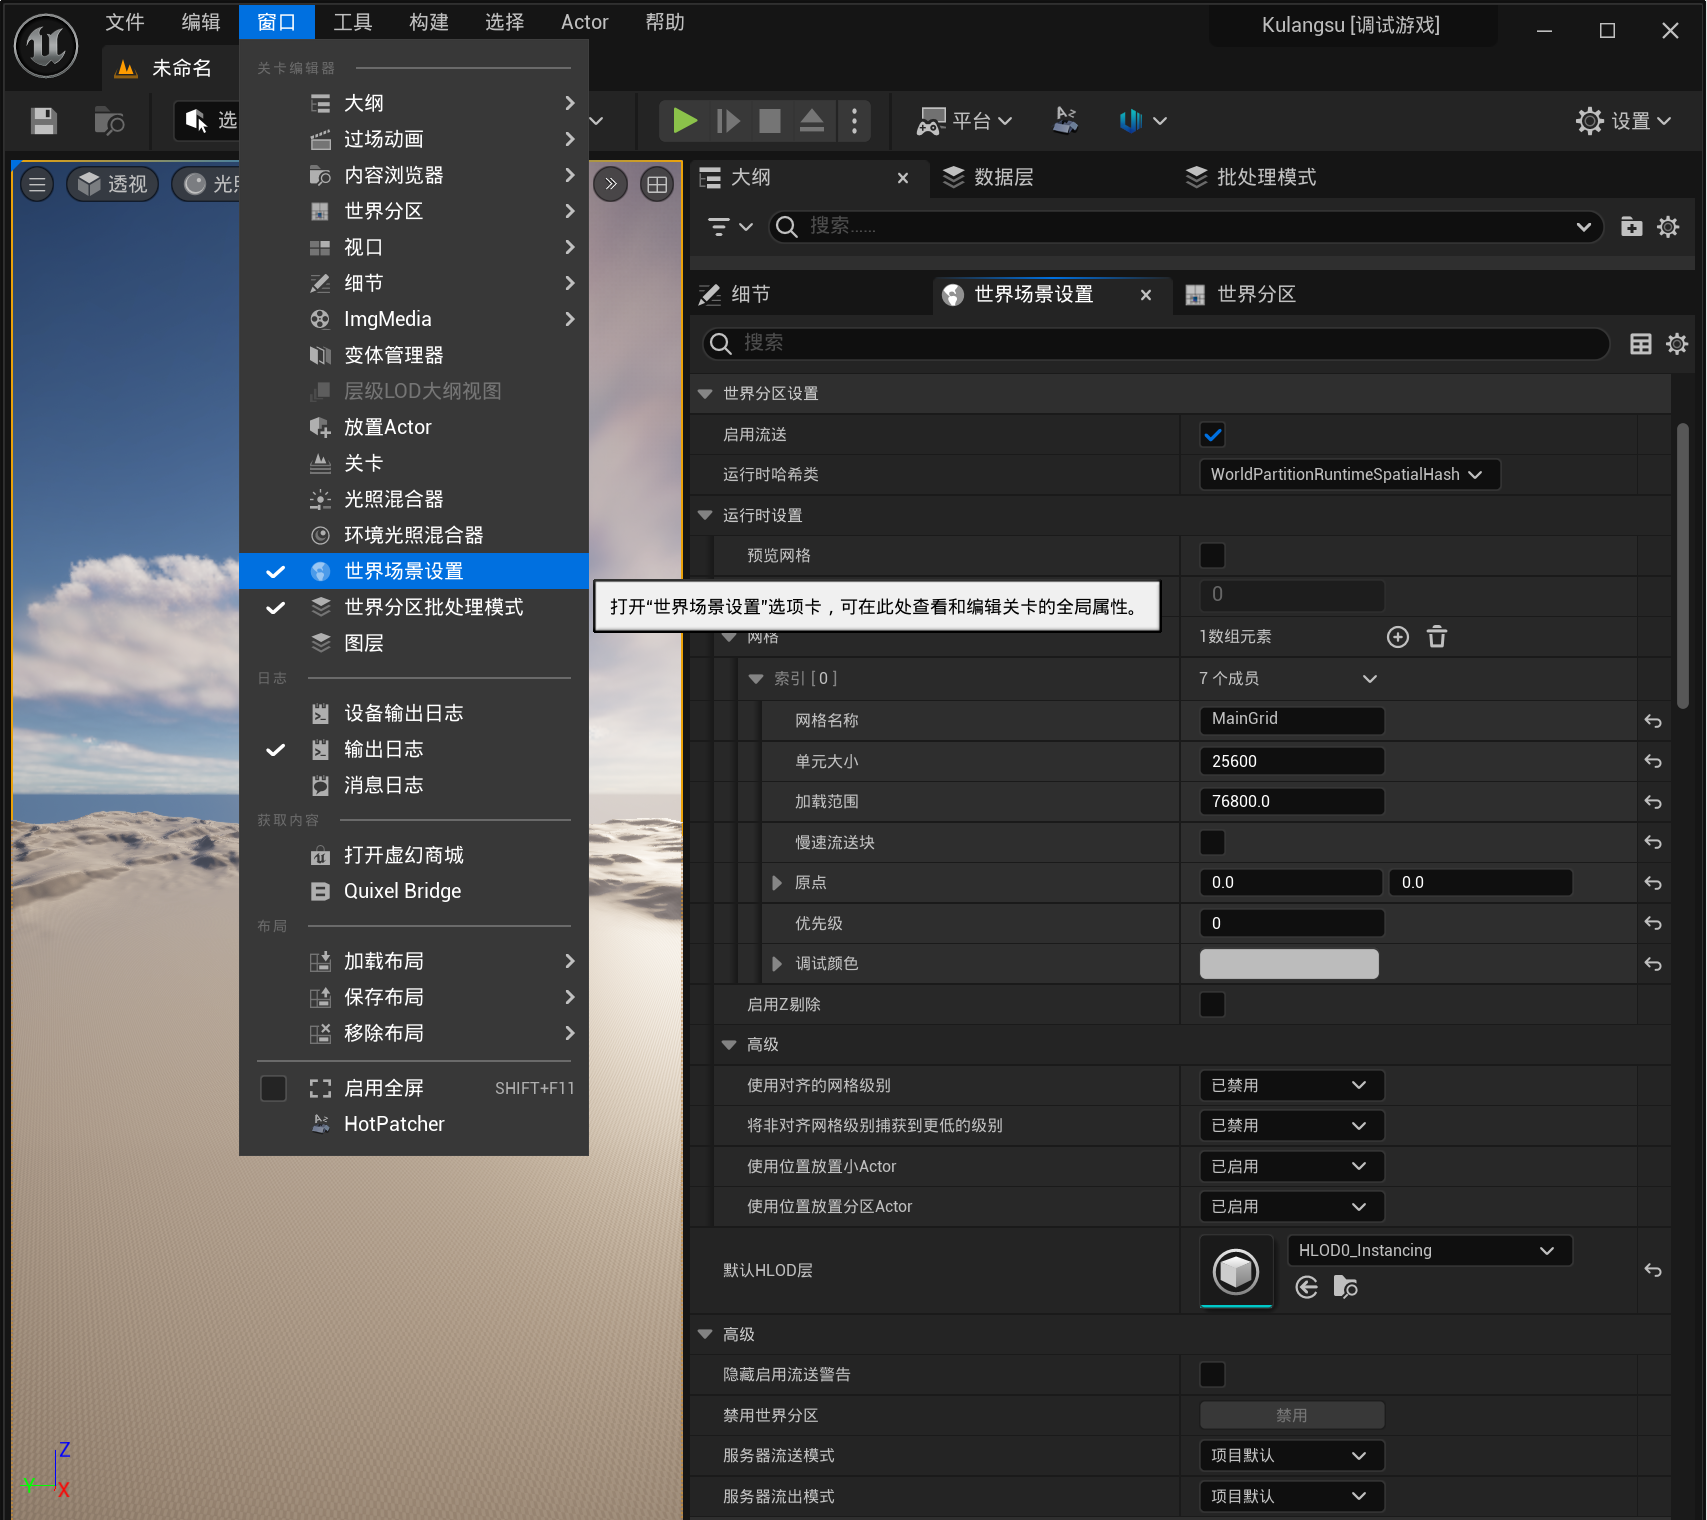 文件
编辑
窗口
工具
构建
选择
Actor
帮助
Kulangsu [调试游戏]
未命名
选
平台
设置
关卡编辑器
大纲
过场动画
内容浏览器
世界分区
视口
细节
ImgMedia
变体管理器
层级LOD大纲视图
放置Actor
关卡
光照混合器
环境光照混合器
世界场景设置
世界分区批处理模式
图层
日志
设备输出日志
输出日志
消息日志
获取内容
打开虚幻商城
Quixel Bridge
布局
加载布局
保存布局
移除布局
启用全屏 SHIFT+F11
HotPatcher
透视
光照
Z
Y
X
打开“世界场景设置”选项卡，可在此处查看和编辑关卡的全局属性。
大纲
数据层
批处理模式
搜索......
细节
世界场景设置
世界分区
搜索
世界分区设置
启用流送
运行时哈希类 WorldPartitionRuntimeSpatialHash
运行时设置
预览网格
0
网格 1数组元素
索引 [ 0 ] 7 个成员
网格名称 MainGrid
单元大小 25600
加载范围 76800.0
慢速流送块
原点 0.0 0.0
优先级 0
调试颜色
启用Z剔除
高级
使用对齐的网格级别 已禁用
将非对齐网格级别捕获到更低的级别 已禁用
使用位置放置小Actor 已启用
使用位置放置分区Actor 已启用
默认HLOD层 HLOD0_Instancing
高级
隐藏启用流送警告
禁用世界分区 禁用
服务器流送模式 项目默认
服务器流出模式 项目默认